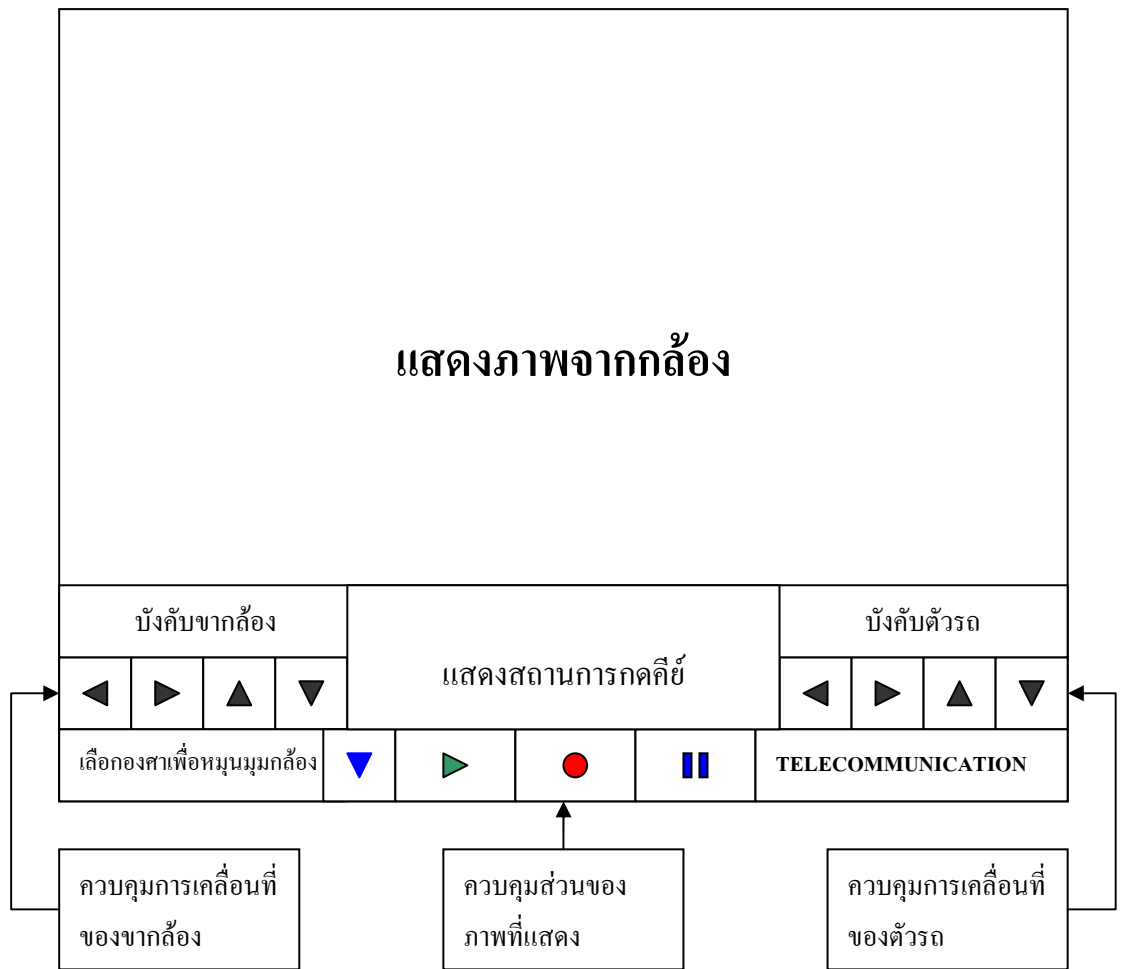 แสดงภาพจากกล้อง
บังคับขากล้อง
บังคับตัวรถ
แสดงสถานการกดคีย์
เลือกองศาเพื่อหมุนมุมกล้อง
TELECOMMUNICATION
ควบคุมการเคลื่อนที่
ของขากล้อง
ควบคุมส่วนของ
ภาพที่แสดง
ควบคุมการเคลื่อนที่
ของตัวรถ